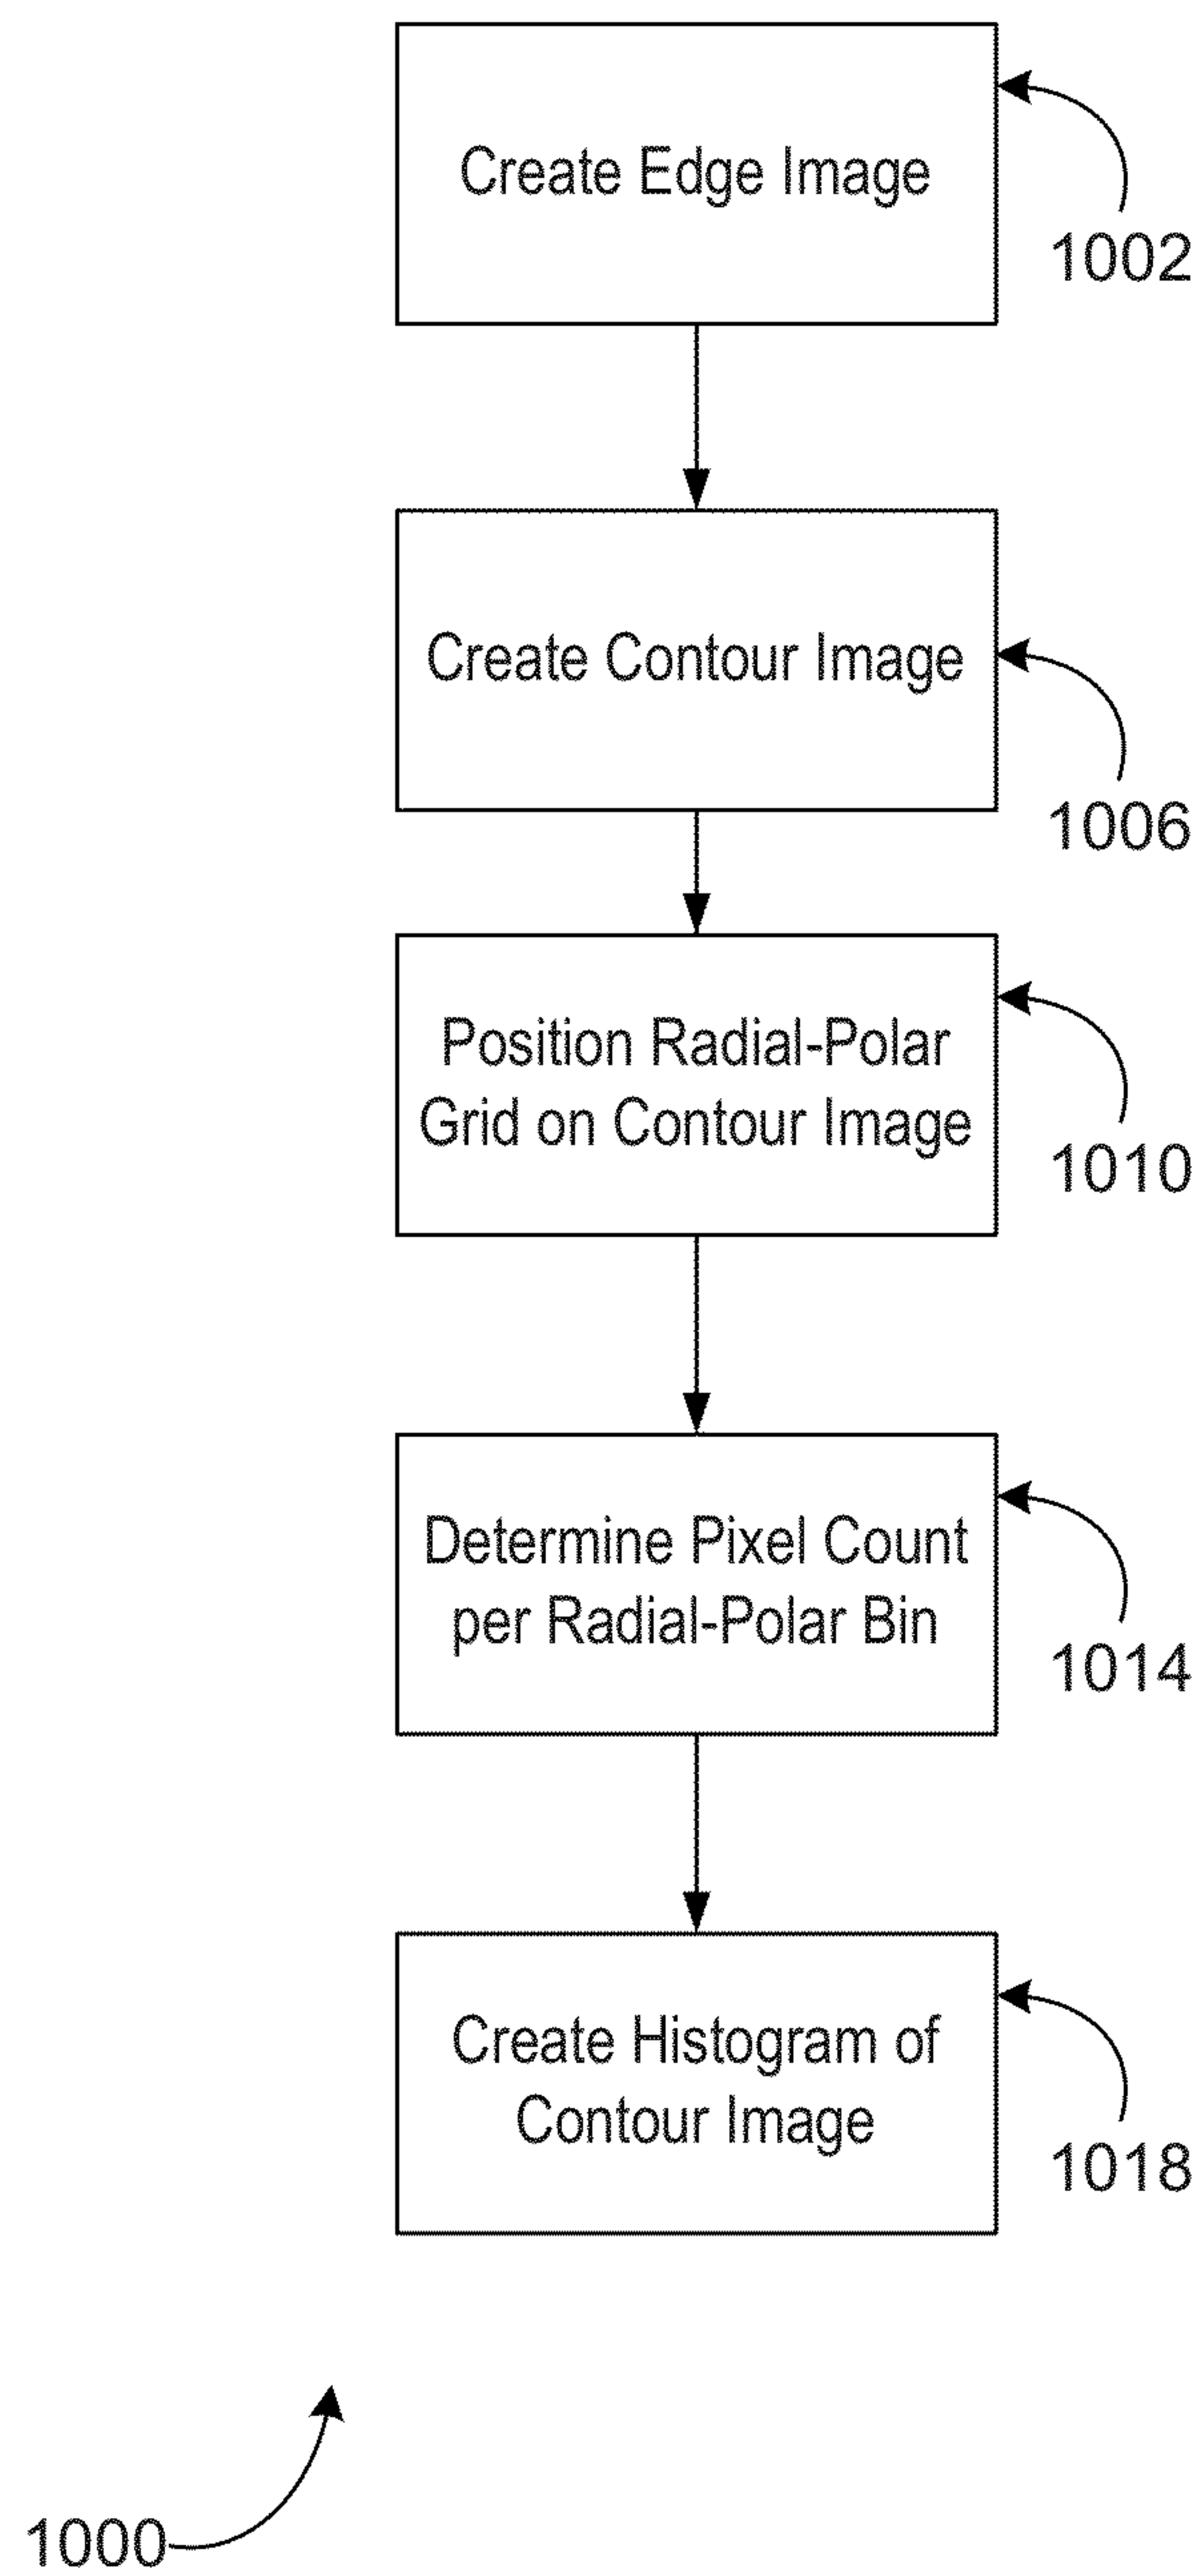 Create Edge Image
1002
Create Contour Image
1006
Position Radial-Polar
Grid on Contour Image
1010
Determine Pixel Count
per Radial-Polar Bin
1014
Create Histogram of
Contour Image
1018
1000